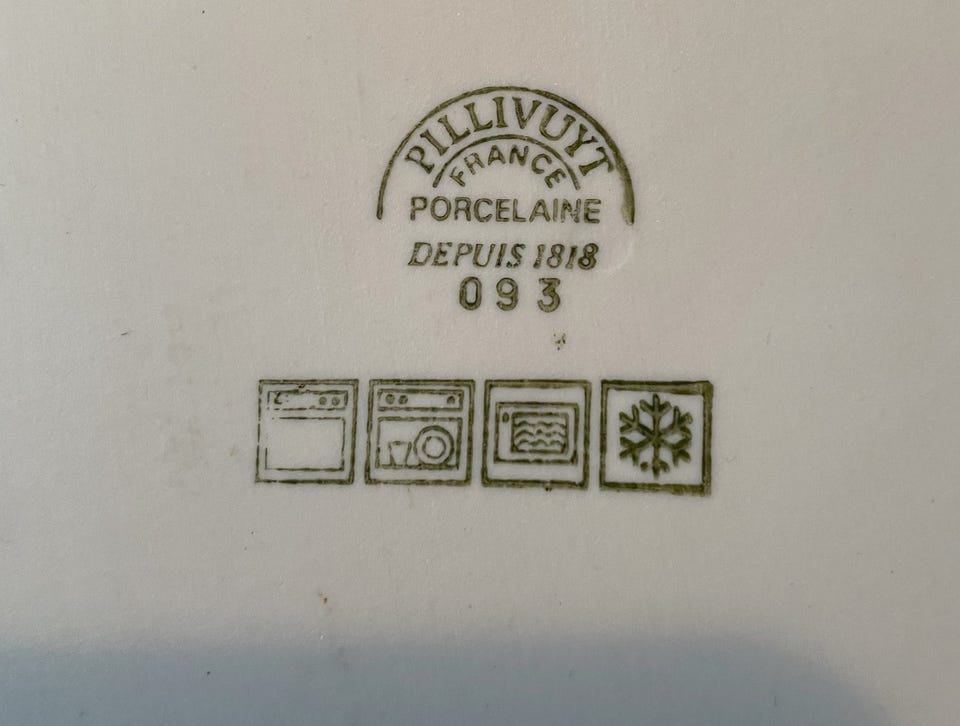 PILLIVUYT
FRANCE
PORCELAINE
DEPUIS 1818
093